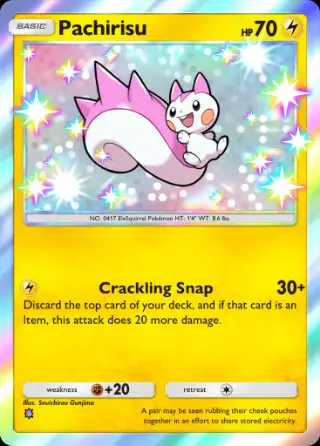 BASIC Pachirisu HP 70
NO. 0417 EleSquirrel Pokémon HT: 1'4" WT: 8.6 lbs
Crackling Snap 30+
Discard the top card of your deck, and if that card is an
Item, this attack does 20 more damage.
weakness +20 retreat
Illus. Souichirou Gunjima
A pair may be seen rubbing their cheek pouches
together in an effort to share stored electricity.